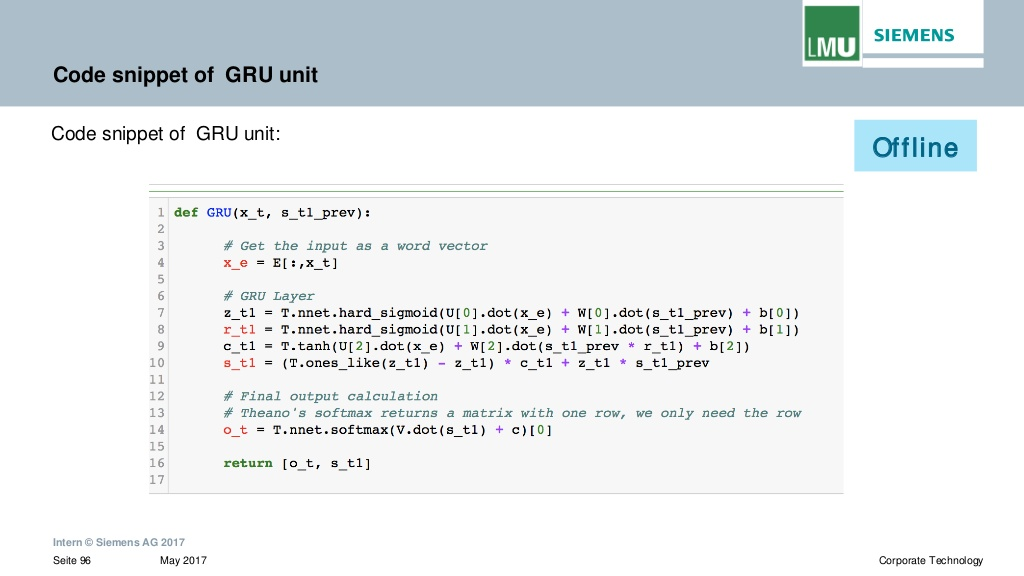 LMU
SIEMENS
Code snippet of GRU unit
Code snippet of GRU unit:
Offline
1 def GRU(x_t, s_t1_prev):
2
3 # Get the input as a word vector
4 x_e = E[:,x_t]
5
6 # GRU Layer
7 z_t1 = T.nnet.hard_sigmoid(U[0].dot(x_e) + W[0].dot(s_t1_prev) + b[0])
8 r_t1 = T.nnet.hard_sigmoid(U[1].dot(x_e) + W[1].dot(s_t1_prev) + b[1])
9 c_t1 = T.tanh(U[2].dot(x_e) + W[2].dot(s_t1_prev * r_t1) + b[2])
10 s_t1 = (T.ones_like(z_t1) - z_t1) * c_t1 + z_t1 * s_t1_prev
11
12 # Final output calculation
13 # Theano's softmax returns a matrix with one row, we only need the row
14 o_t = T.nnet.softmax(V.dot(s_t1) + c)[0]
15
16 return [o_t, s_t1]
17
Intern © Siemens AG 2017
Seite 96 May 2017 Corporate Technology